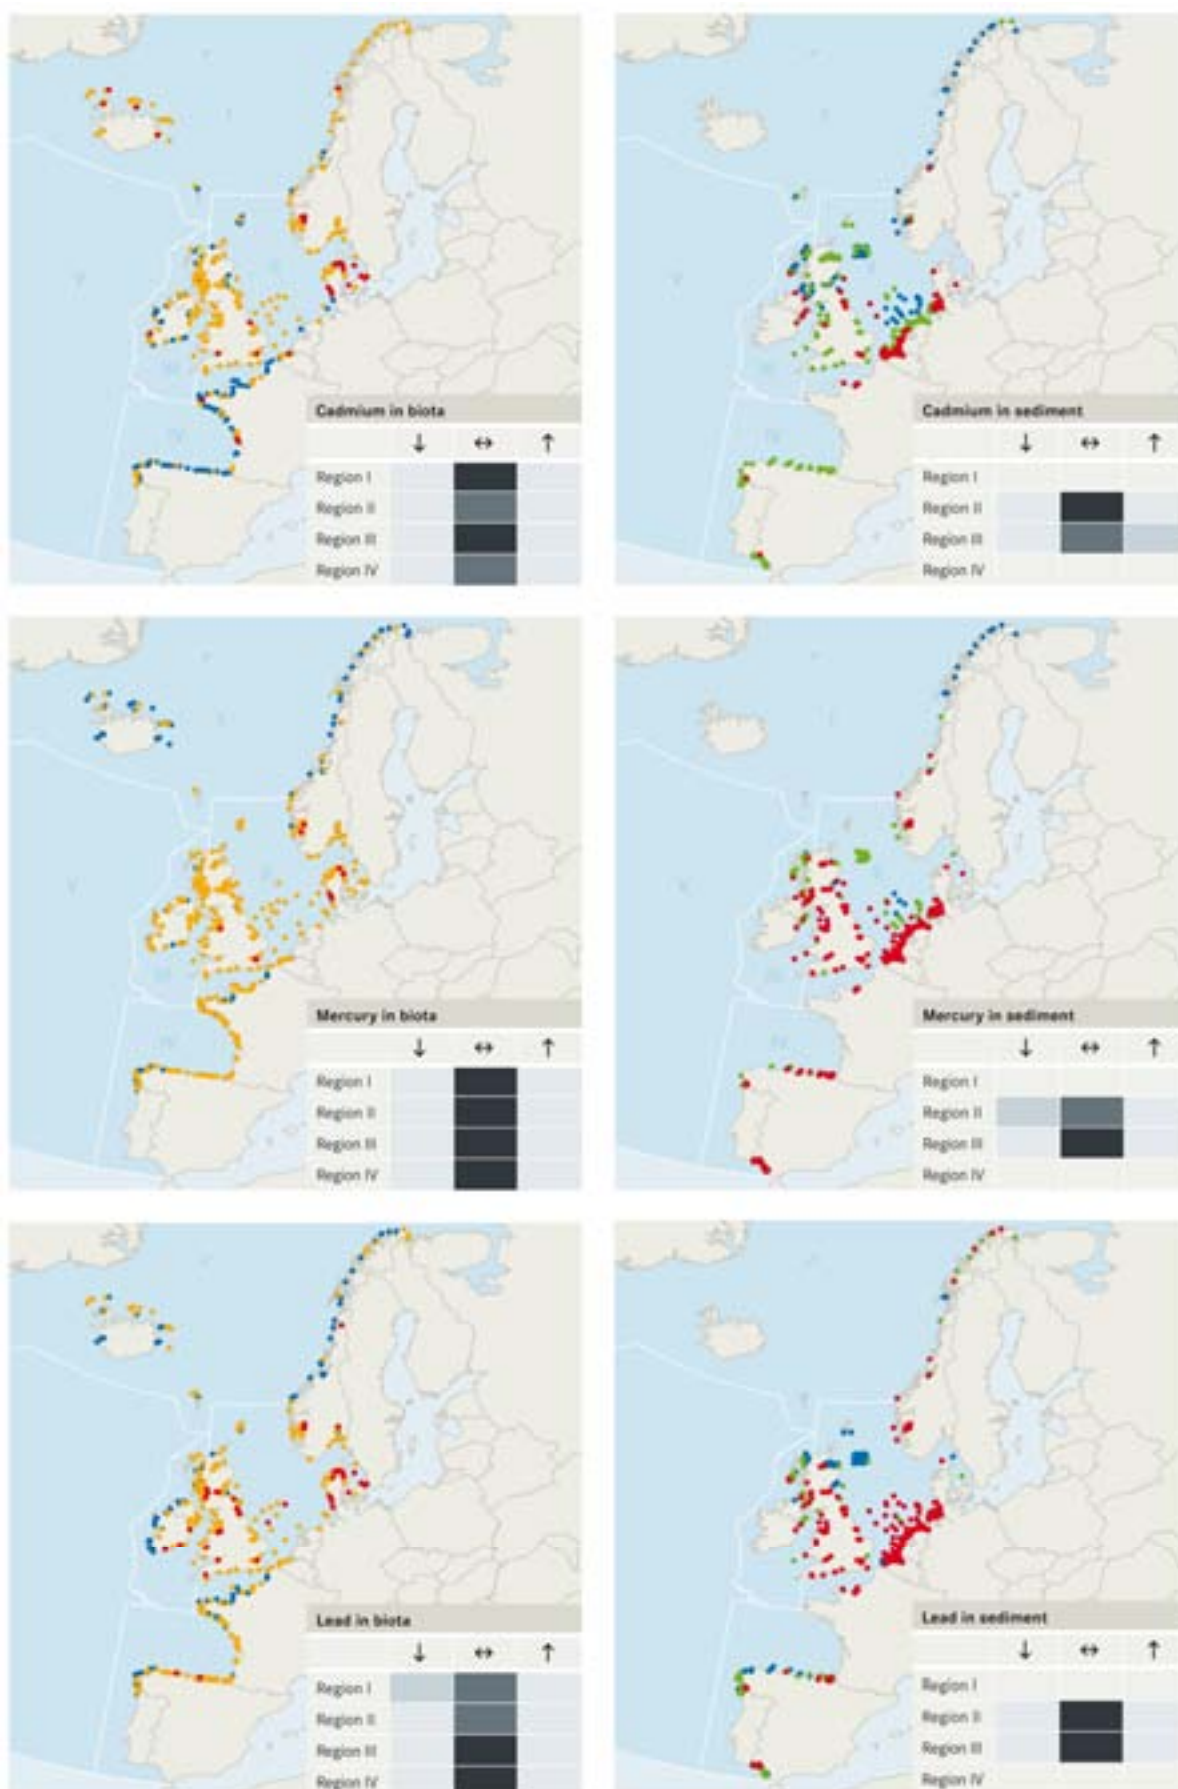 Cadmium in biota
↓ ↔ ↑
Region I
Region II
Region III
Region IV
Cadmium in sediment
↓ ↔ ↑
Region I
Region II
Region III
Region IV
Mercury in biota
↓ ↔ ↑
Region I
Region II
Region III
Region IV
Mercury in sediment
↓ ↔ ↑
Region I
Region II
Region III
Region IV
Lead in biota
↓ ↔ ↑
Region I
Region II
Region III
Region IV
Lead in sediment
↓ ↔ ↑
Region I
Region II
Region III
Region IV